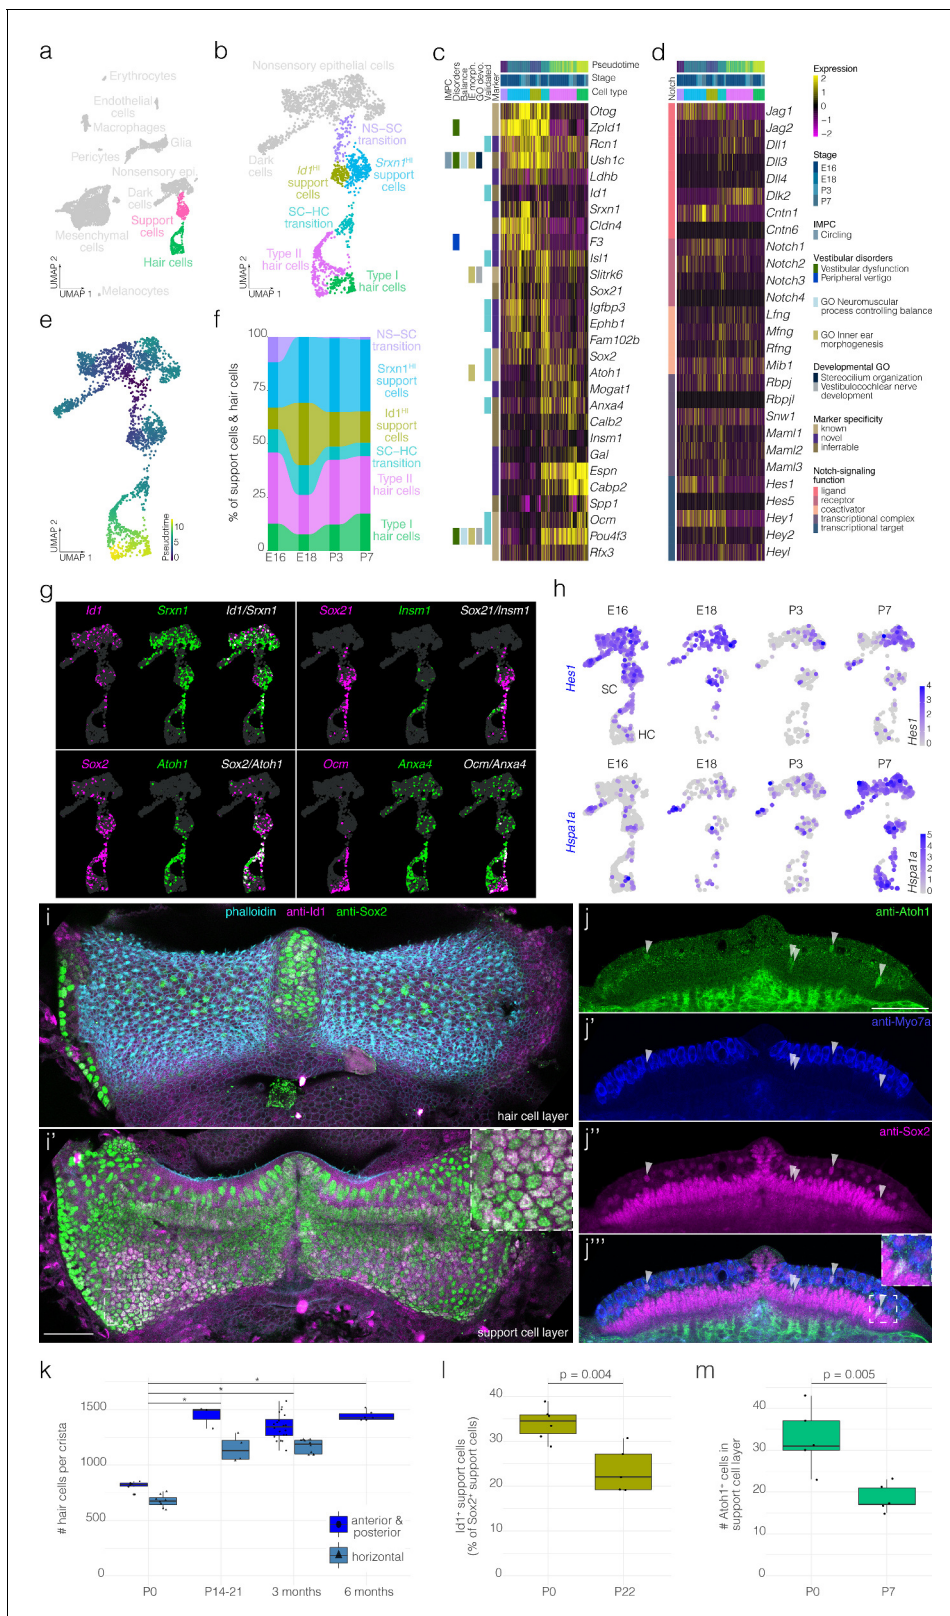 a
Erythrocytes
Endothelial
cells
Macrophages
Glia
Pericytes
Nonsensory epi.
Dark
cells
Support
cells
Mesenchymal
cells
Hair cells
UMAP 2
UMAP 1
Melanocytes
b
Nonsensory epithelial cells
NS–SC
transition
Dark
cells
Id1HI
support
cells
Srxn1HI
support
cells
SC–HC
transition
Type II
hair cells
Type I
hair cells
UMAP 2
UMAP 1
c
IMPC
Disorders
Balance
IE morph.
GO devo.
Validated
Marker
Pseudotime
Stage
Cell type
Otog
Zpld1
Rcn1
Ush1c
Ldhb
Id1
Srxn1
Cldn4
F3
Isl1
Slitrk6
Sox21
Igfbp3
Ephb1
Fam102b
Sox2
Atoh1
Mogat1
Anxa4
Calb2
Insm1
Gal
Espn
Cabp2
Spp1
Ocm
Pou4f3
Rfx3
d
Notch
Jag1
Jag2
Dll1
Dll3
Dll4
Dlk2
Cntn1
Cntn6
Notch1
Notch2
Notch3
Notch4
Lfng
Mfng
Rfng
Mib1
Rbpj
Rbpjl
Snw1
Maml1
Maml2
Maml3
Hes1
Hes5
Hey1
Hey2
Heyl
Expression
2
1
0
−1
−2
Stage
E16
E18
P3
P7
IMPC
Circling
Vestibular disorders
Vestibular dysfunction
Peripheral vertigo
GO Neuromuscular
process controlling balance
GO Inner ear
morphogenesis
Developmental GO
Stereocilium organization
Vestibulocochlear nerve
development
Marker specificity
known
novel
inferrable
Notch-signaling
function
ligand
receptor
coactivator
transcriptional complex
transcriptional target
e
UMAP 2
UMAP 1
Pseudotime
10
5
0
f
% of support cells & hair cells
100
75
50
25
0
E16 E18 P3 P7
NS–SC
transition
Srxn1HI
support
cells
Id1HI
support
cells
SC–HC
transition
Type II
hair cells
Type I
hair cells
g
Id1 Srxn1 Id1/Srxn1 Sox21 Insm1 Sox21/Insm1
Sox2 Atoh1 Sox2/Atoh1 Ocm Anxa4 Ocm/Anxa4
h
E16 E18 P3 P7
Hes1
SC
HC
Hes1
4
3
2
1
0
E16 E18 P3 P7
Hspa1a
Hspa1a
5
4
3
2
1
0
i
phalloidin anti-Id1 anti-Sox2
hair cell layer
i'
support cell layer
j
anti-Atoh1
j'
anti-Myo7a
j''
anti-Sox2
j'''
k
# hair cells per crista
1500
1000
500
0
* * *
P0 P14-21 3 months 6 months
anterior &
posterior
horizontal
l
p = 0.004
Id1+ support cells
(% of Sox2+ support cells)
40
30
20
10
0
P0 P22
m
p = 0.005
# Atoh1+ cells in
support cell layer
40
30
20
10
0
P0 P7